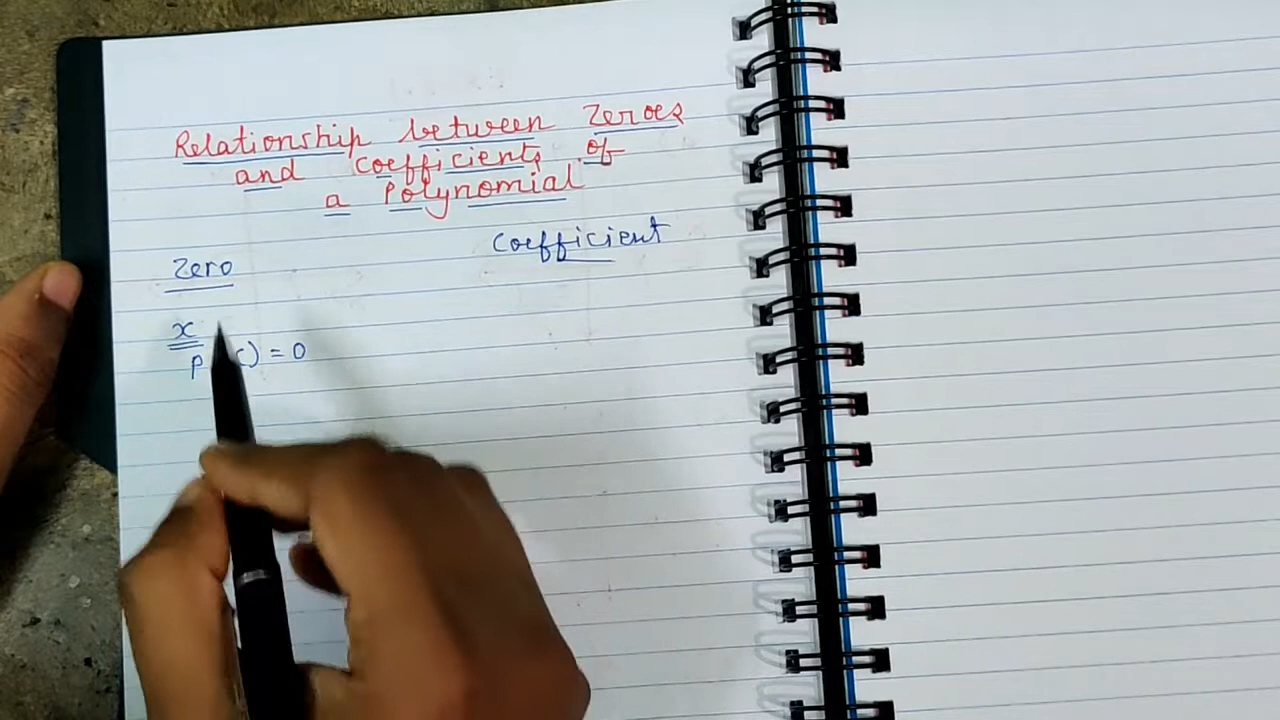 Relationship between Zeroes
and coefficients of
a Polynomial
Coefficient
Zero
x
= 0